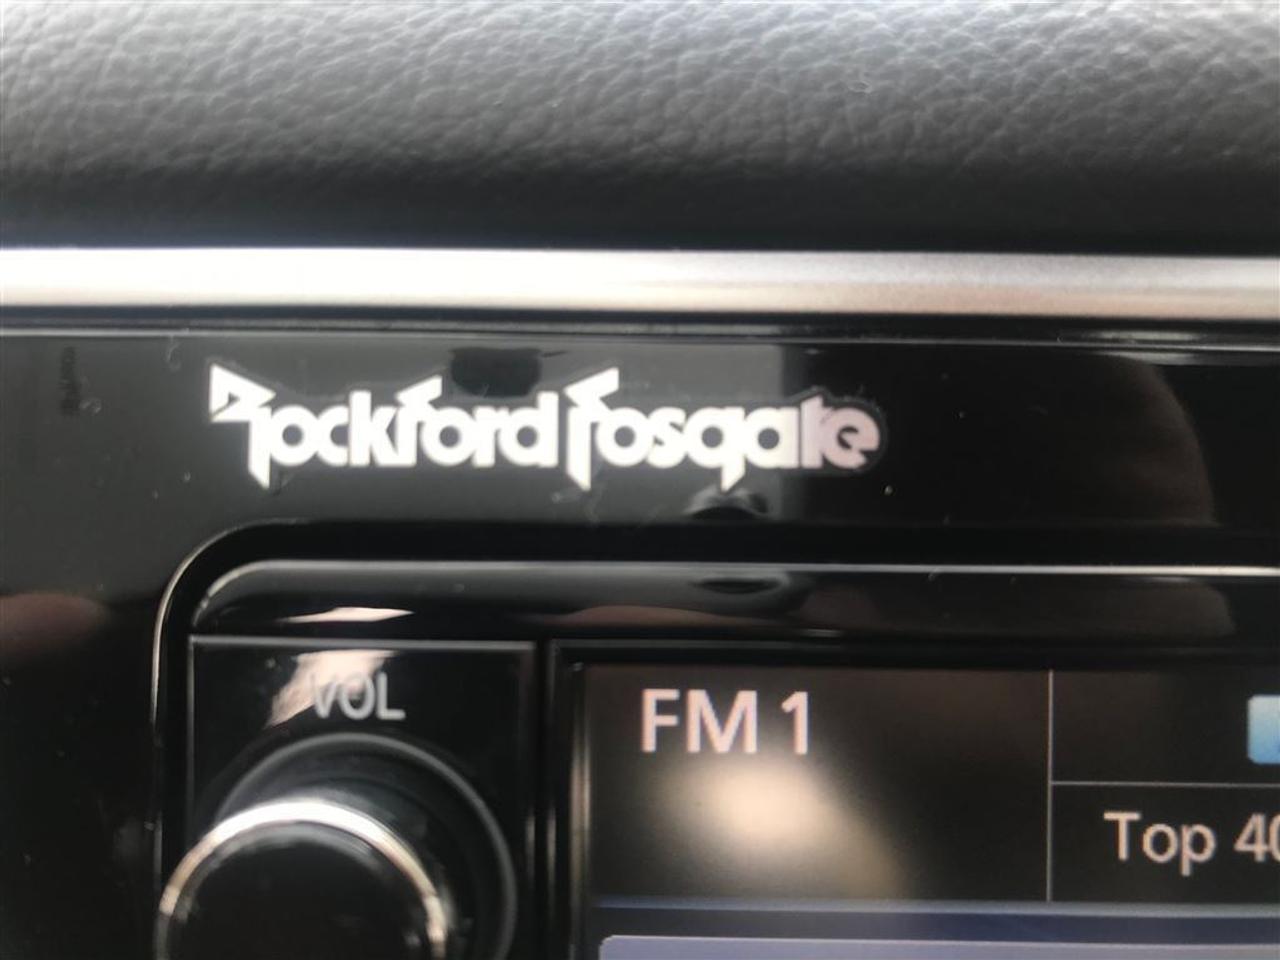 Rockford Fosgate
VOL
FM 1
Top 40